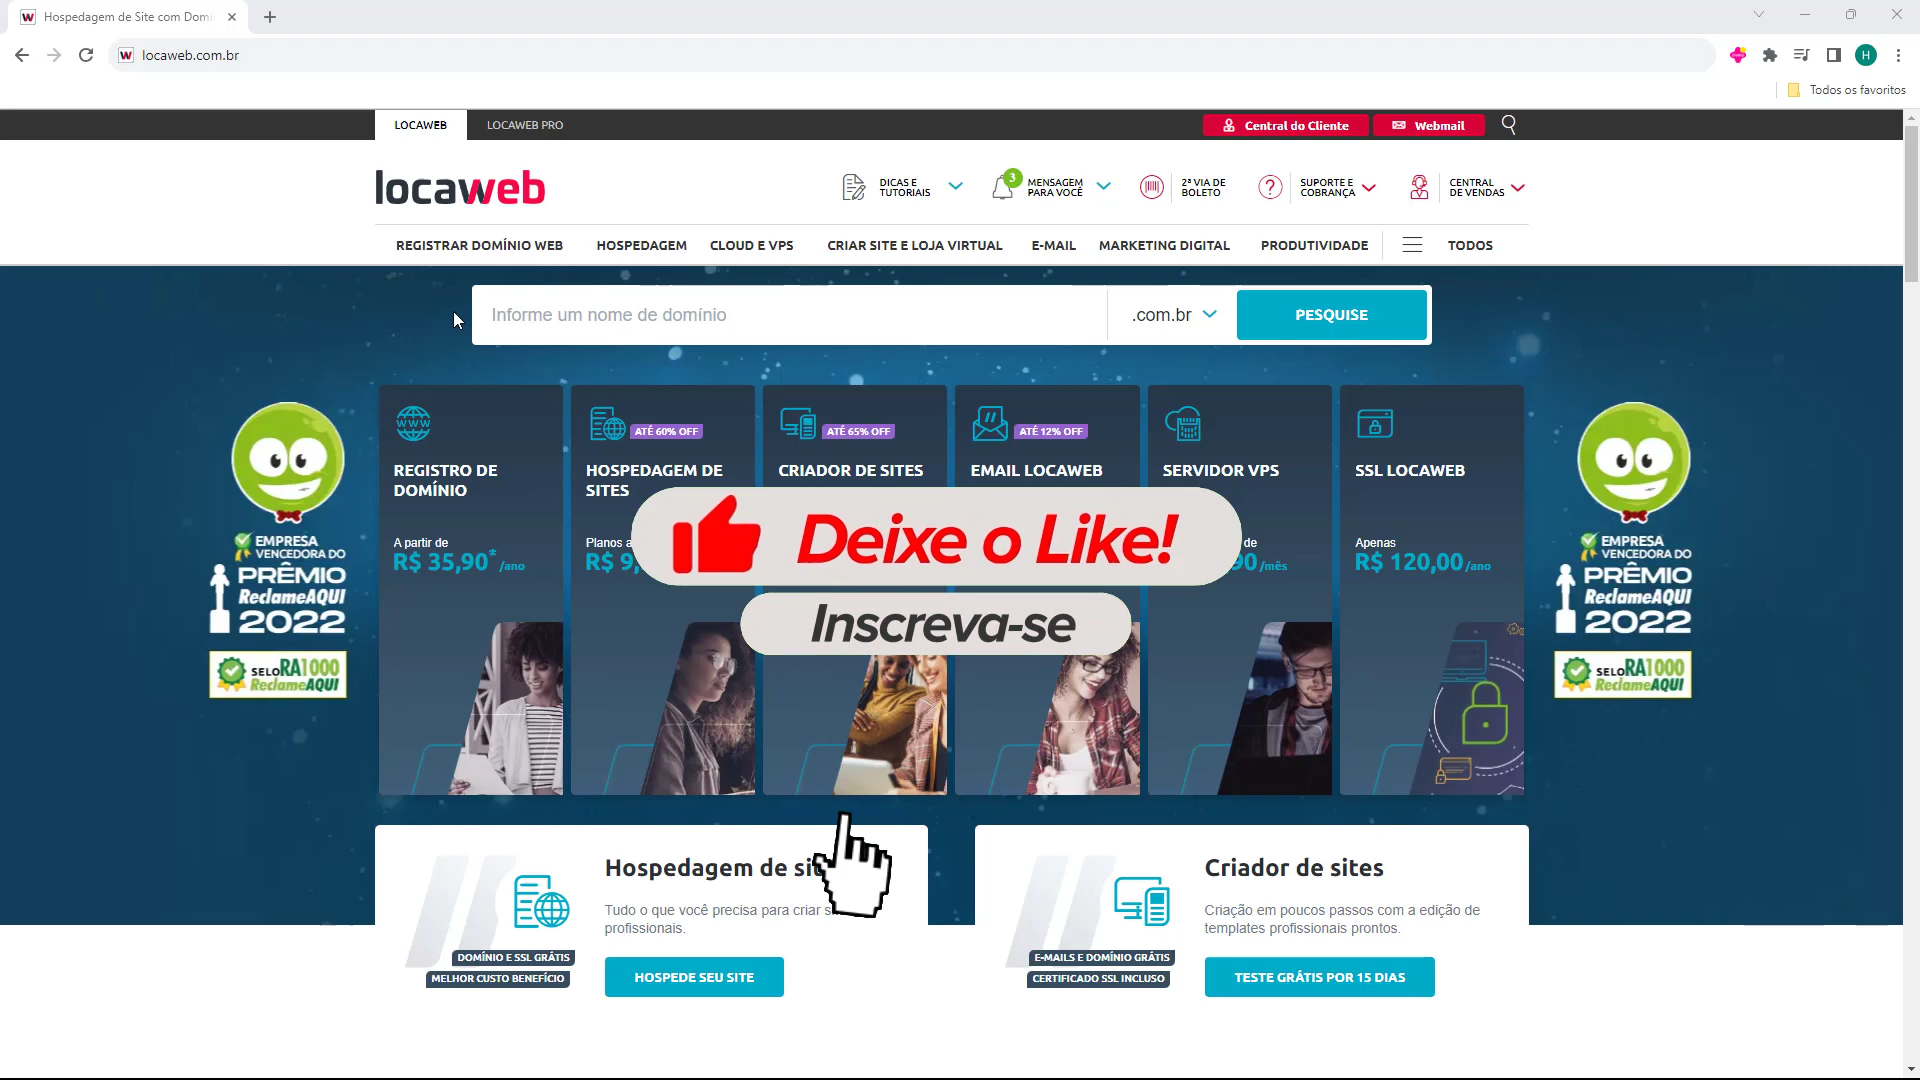 Hospedagem de Site com Domí
locaweb.com.br
H
Todos os favoritos
LOCAWEB
LOCAWEB PRO
Central do Cliente
Webmail
locaweb
DICAS E
TUTORIAIS
3
MENSAGEM
PARA VOCÊ
2ª VIA DE
BOLETO
SUPORTE E
COBRANÇA
CENTRAL
DE VENDAS
REGISTRAR DOMÍNIO WEB
HOSPEDAGEM
CLOUD E VPS
CRIAR SITE E LOJA VIRTUAL
E-MAIL
MARKETING DIGITAL
PRODUTIVIDADE
TODOS
Informe um nome de domínio
.com.br
PESQUISE
EMPRESA
VENCEDORA DO
PRÊMIO
ReclameAQUI
2022
SELO RA1000
ReclameAQUI
WWW
REGISTRO DE
DOMÍNIO
A partir de
R$ 35,90* /ano
ATÉ 60% OFF
HOSPEDAGEM DE
SITES
Planos a
R$ 9,
ATÉ 65% OFF
CRIADOR DE SITES
ATÉ 12% OFF
EMAIL LOCAWEB
SERVIDOR VPS
de
90 /mês
SSL LOCAWEB
Apenas
R$ 120,00 /ano
Deixe o Like!
Inscreva-se
EMPRESA
VENCEDORA DO
PRÊMIO
ReclameAQUI
2022
SELO RA1000
ReclameAQUI
Hospedagem de si
Tudo o que você precisa para criar s
profissionais.
DOMÍNIO E SSL GRÁTIS
MELHOR CUSTO BENEFÍCIO
HOSPEDE SEU SITE
Criador de sites
Criação em poucos passos com a edição de
templates profissionais prontos.
E-MAILS E DOMÍNIO GRÁTIS
CERTIFICADO SSL INCLUSO
TESTE GRÁTIS POR 15 DIAS